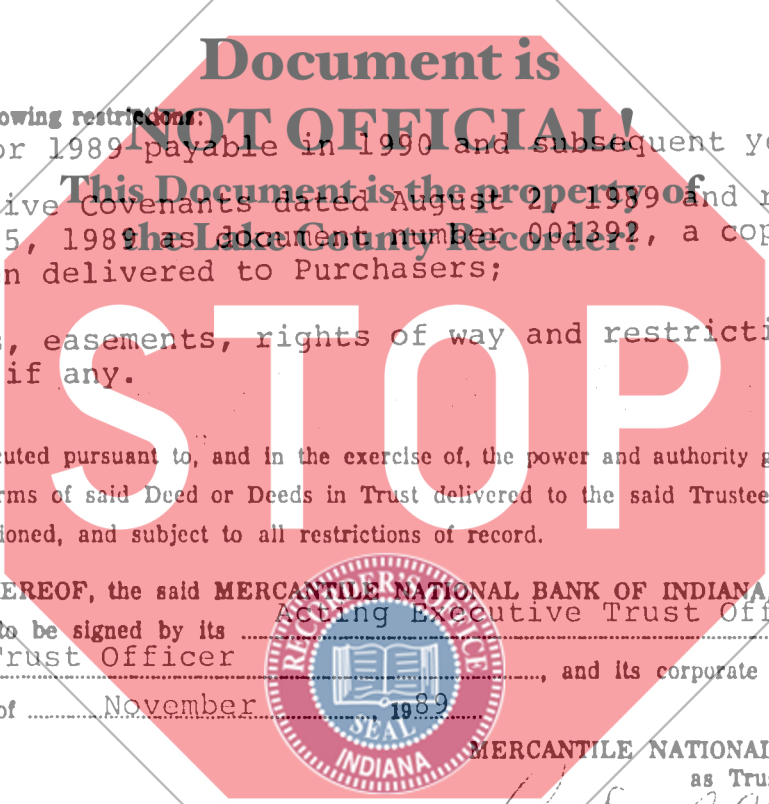 Document is
NOT OFFICIAL!
This Document is the property of
the Lake County Recorder!
STOP
owing restrictions:
or 1989 payable in 1990 and subsequent y
ive Covenants dated August 2, 1989 and r
5, 1989 as document number 001392, a cop
n delivered to Purchasers;
, easements, rights of way and restricti
if any.
cuted pursuant to, and in the exercise of, the power and authority g
rms of said Deed or Deeds in Trust delivered to the said Trustee
ioned, and subject to all restrictions of record.
EREOF, the said MERCANTILE NATIONAL BANK OF INDIANA,
Acting Executive Trust Off
to be signed by its
Trust Officer
, and its corporate
of November, 1989
RECORDER'S OFFICE
SEAL
INDIANA
MERCANTILE NATIONAL
as Trus